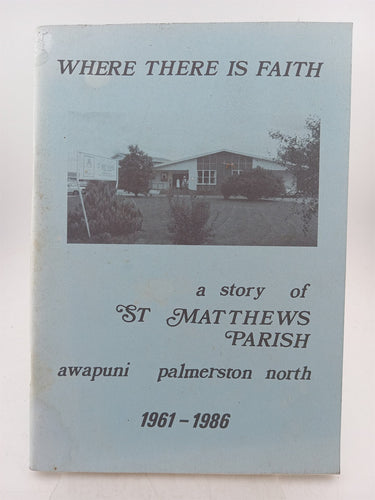 WHERE THERE IS FAITH
a story of
ST MATTHEWS
PARISH
awapuni palmerston north
1961-1986